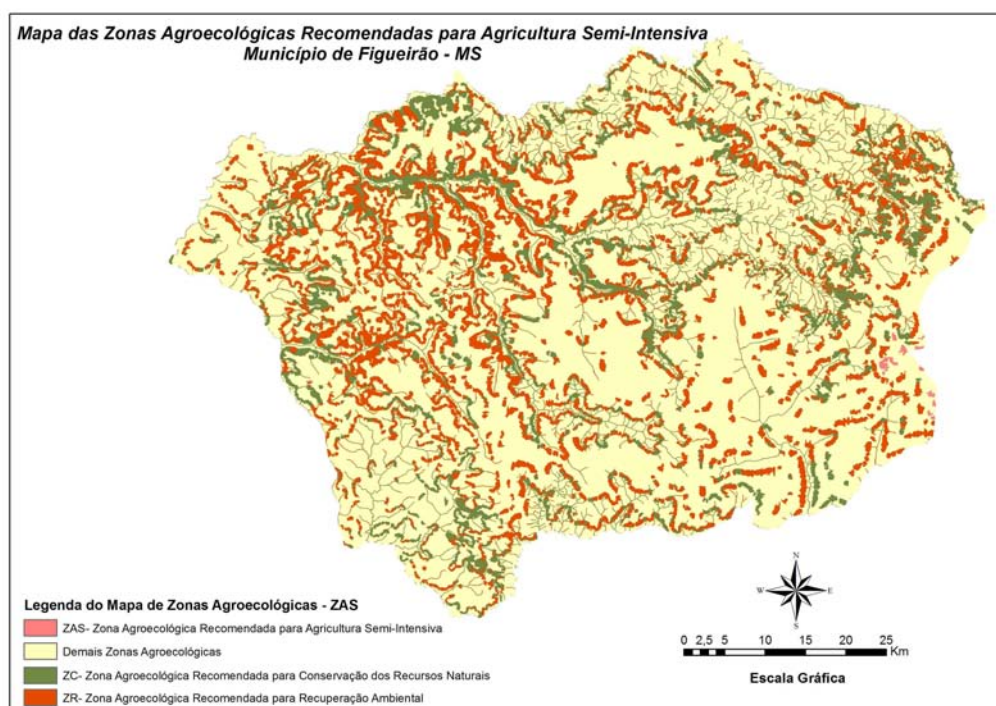 Mapa das Zonas Agroecológicas Recomendadas para Agricultura Semi-Intensiva
Município de Figueirão - MS
Legenda do Mapa de Zonas Agroecológicas - ZAS
ZAS- Zona Agroecológica Recomendada para Agricultura Semi-Intensiva
Demais Zonas Agroecológicas
ZC- Zona Agroecológica Recomendada para Conservação dos Recursos Naturais
ZR- Zona Agroecológica Recomendada para Recuperação Ambiental
N
W E
S
0 2,5 5 10 15 20 25
Km
Escala Gráfica